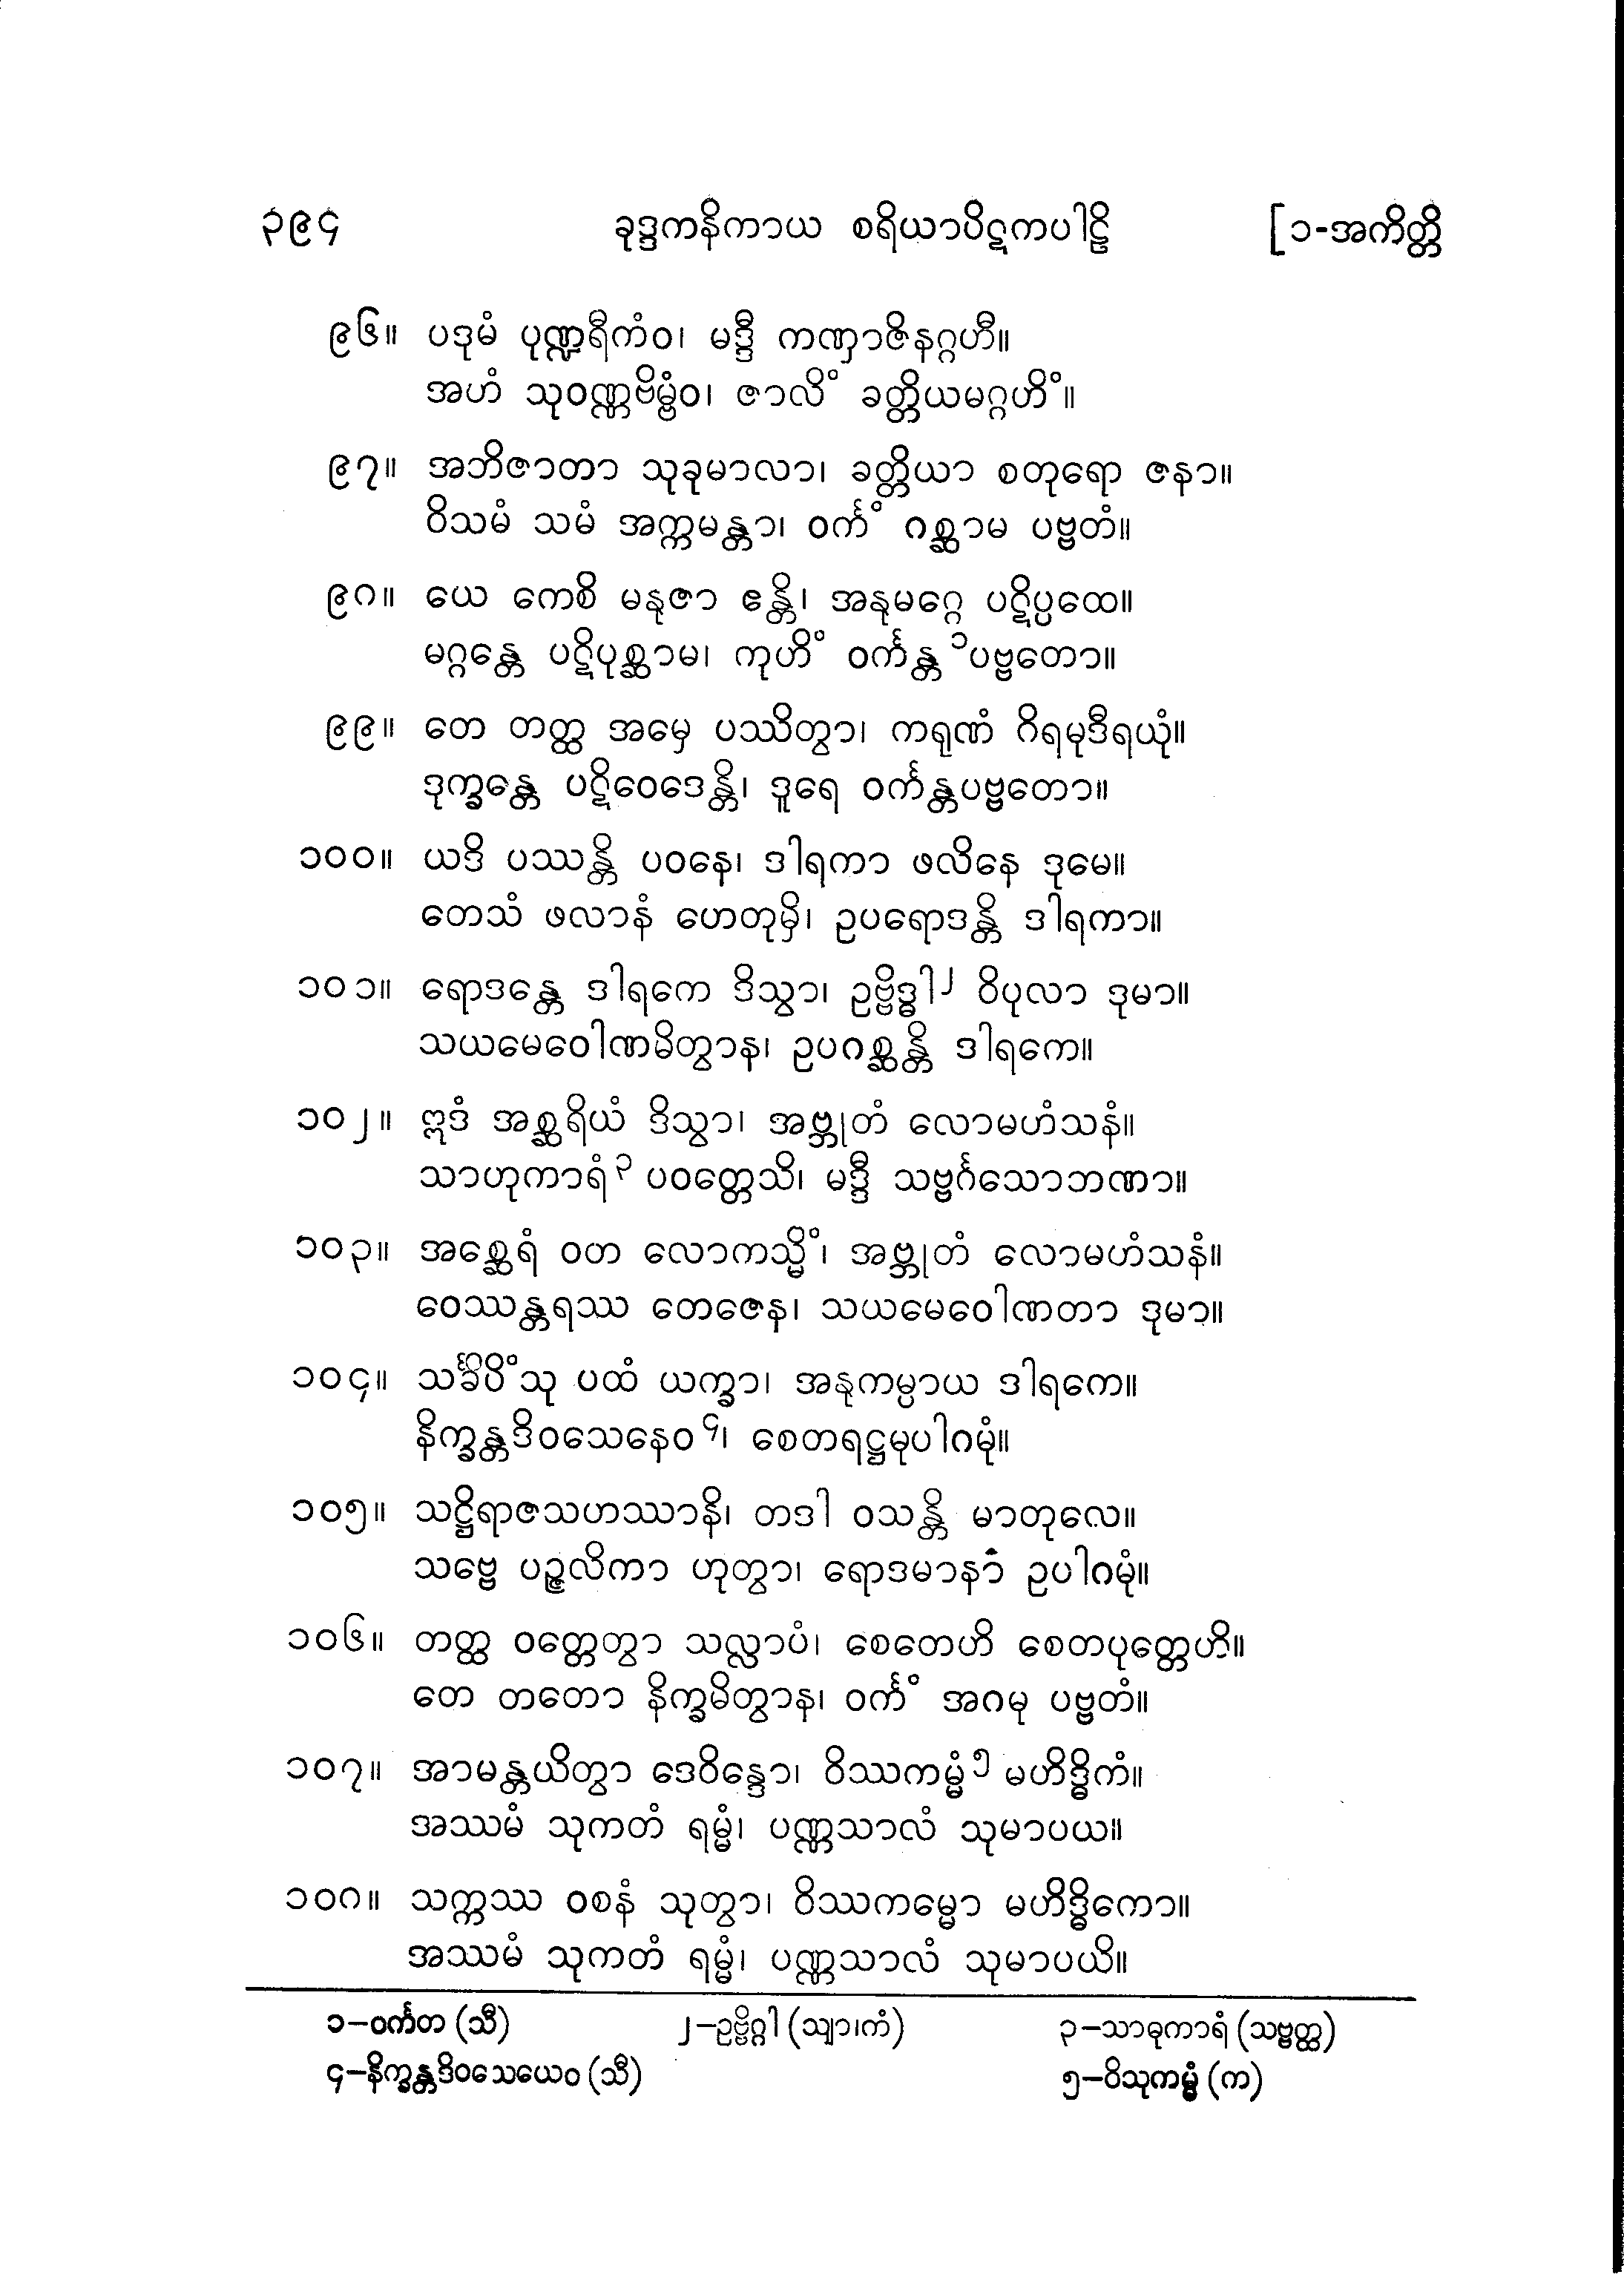 ၃၉၄ ခုဒ္ဒကနိကာယ စရိယာပိဋကပါဠိ [၁-အကိတ္တိ
၉၆။ ပဒုမံ ပုဏ္ဍရီကံဝ၊ မဒ္ဒီ ကဏှာဇိနဂ္ဂဟီ။
အဟံ သုဝဏ္ဏဗိမ္ဗံဝ၊ ဇာလိံ ခတ္တိယမဂ္ဂဟိံ။
၉၇။ အဘိဇာတာ သုခုမာလာ၊ ခတ္တိယာ စတုရော ဇနာ။
ဝိသမံ သမံ အက္ကမန္တာ၊ ဝင်္ကံ ဂစ္ဆာမ ပဗ္ဗတံ။
၉၈။ ယေ ကေစိ မနုဇာ ဧန္တိ၊ အနုမဂ္ဂေ ပဋိပ္ပထေ။
မဂ္ဂန္တေ ပဋိပုစ္ဆာမ၊ ကုဟိံ ဝင်္ကန္တ ၁ပဗ္ဗတော။
၉၉။ တေ တတ္ထ အမှေ ပဿိတွာ၊ ကရုဏံ ဂိရမုဒီရယုံ။
ဒုက္ခန္တေ ပဋိဝေဒေန္တိ၊ ဒူရေ ဝင်္ကန္တပဗ္ဗတော။
၁၀၀။ ယဒိ ပဿန္တိ ပဝနေ၊ ဒါရကာ ဖလိနေ ဒုမေ။
တေသံ ဖလာနံ ဟေတုမှိ၊ ဥပရောဒန္တိ ဒါရကာ။
၁၀၁။ ရောဒန္တေ ဒါရကေ ဒိသွာ၊ ဥဗ္ဗိဒ္ဓါ၂ ဝိပုလာ ဒုမာ။
သယမေဝေါဏမိတွာန၊ ဥပဂစ္ဆန္တိ ဒါရကေ။
၁၀၂။ ဣဒံ အစ္ဆရိယံ ဒိသွာ၊ အဗ္ဘုတံ လောမဟံသနံ။
သာဟုကာရံ၃ ပဝတ္တေသိ၊ မဒ္ဒီ သဗ္ဗင်္ဂသောဘဏာ။
၁၀၃။ အစ္ဆေရံ ဝတ လောကသ္မိံ၊ အဗ္ဘုတံ လောမဟံသနံ။
ဝေဿန္တရဿ တေဇေန၊ သယမေဝေါဏတာ ဒုမာ။
၁၀၄။ သင်္ခိပိံသု ပထံ ယက္ခာ၊ အနုကမ္ပာယ ဒါရကေ။
နိက္ခန္တဒိဝသေနေဝ၄၊ စေတရဋ္ဌမုပါဂမုံ။
၁၀၅။ သဋ္ဌိရာဇသဟဿာနိ၊ တဒါ ဝသန္တိ မာတုလေ။
သဗ္ဗေ ပဉ္ဇလိကာ ဟုတွာ၊ ရောဒမာနာ ဥပါဂမုံ။
၁၀၆။ တတ္ထ ဝတ္တေတွာ သလ္လာပံ၊ စေတေဟိ စေတပုတ္တေဟိ။
တေ တတော နိက္ခမိတွာန၊ ဝင်္ကံ အဂမု ပဗ္ဗတံ။
၁၀၇။ အာမန္တယိတွာ ဒေဝိန္ဒော၊ ဝိဿကမ္မံ၅ မဟိဒ္ဓိကံ။
အဿမံ သုကတံ ရမ္မံ၊ ပဏ္ဏသာလံ သုမာပယ။
၁၀၈။ သက္ကဿ ဝစနံ သုတွာ၊ ဝိဿကမ္မော မဟိဒ္ဓိကော။
အဿမံ သုကတံ ရမ္မံ၊ ပဏ္ဏသာလံ သုမာပယိ။
၁−ဝင်္ကတ (သီ) ၂−ဥဗ္ဗိဂ္ဂါ (သျာ၊ကံ) ၃−သာဓုကာရံ (သဗ္ဗတ္ထ)
၄−နိက္ခန္တဒိဝသေယေဝ (သီ) ၅−ဝိသုကမ္မံ (က)